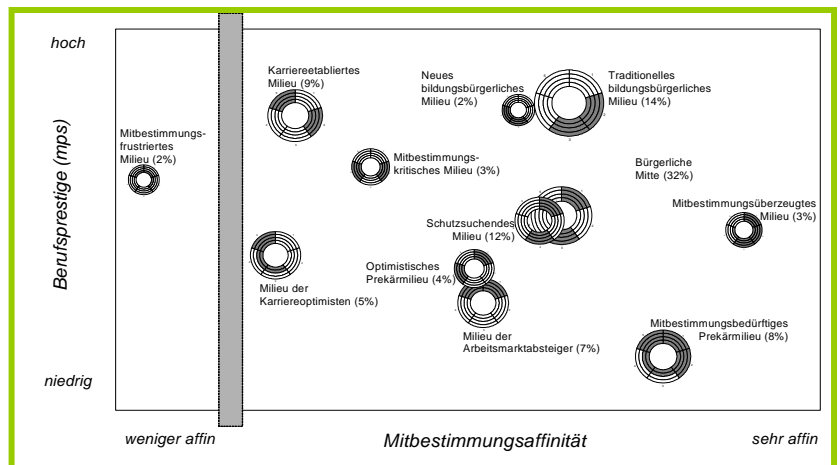 hoch
Karriereetabliertes
Milieu (9%)
Neues
bildungsbürgerliches
Milieu (2%)
Traditionelles
bildungsbürgerliches
Milieu (14%)
Mitbestimmungs-
frustriertes
Milieu (2%)
Mitbestimmungs-
kritisches Milieu (3%)
Bürgerliche
Mitte (32%)
Mitbestimmungsüberzeugtes
Milieu (3%)
Schutzsuchendes
Milieu (12%)
Optimistisches
Prekärmilieu (4%)
Milieu der
Karriereoptimisten (5%)
Milieu der
Arbeitsmarktabsteiger (7%)
Mitbestimmungsbedürftiges
Prekärmilieu (8%)
Berufsprestige (mps)
niedrig
weniger affin
Mitbestimmungsaffinität
sehr affin